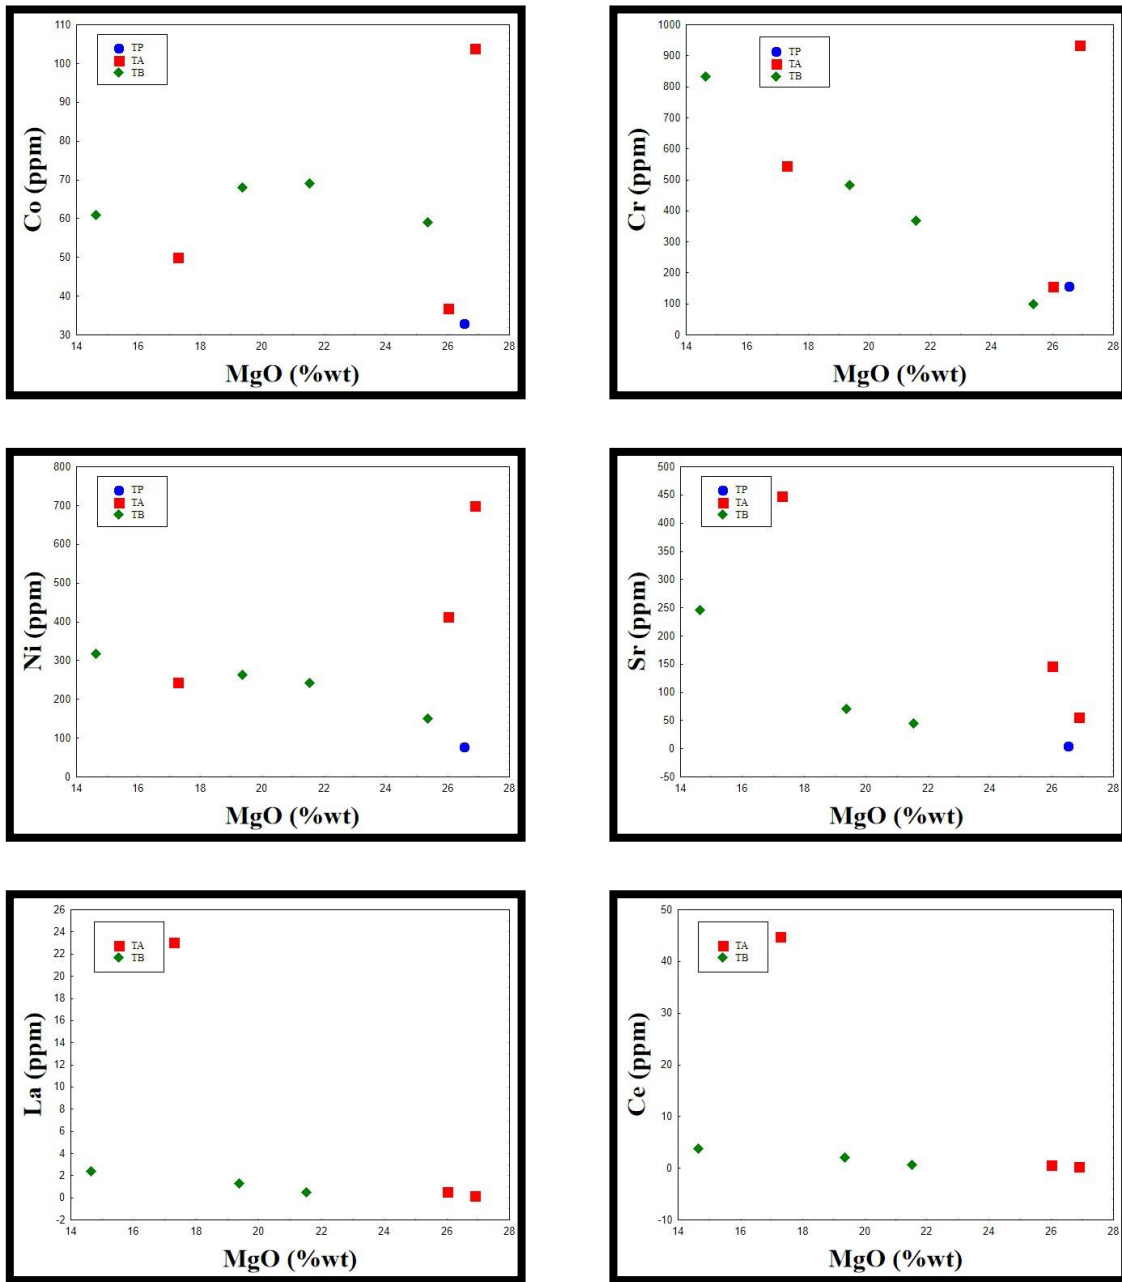 110
100
90
80
70
60
50
40
30
Co (ppm)
TP
TA
TB
14 16 18 20 22 24 26 28
MgO (%wt)
1000
900
800
700
600
500
400
300
200
100
0
Cr (ppm)
TP
TA
TB
14 16 18 20 22 24 26 28
MgO (%wt)
800
700
600
500
400
300
200
100
0
Ni (ppm)
TP
TA
TB
14 16 18 20 22 24 26 28
MgO (%wt)
500
450
400
350
300
250
200
150
100
50
0
-50
Sr (ppm)
TP
TA
TB
14 16 18 20 22 24 26 28
MgO (%wt)
26
24
22
20
18
16
14
12
10
8
6
4
2
0
-2
La (ppm)
TA
TB
14 16 18 20 22 24 26 28
MgO (%wt)
50
40
30
20
10
0
-10
Ce (ppm)
TA
TB
14 16 18 20 22 24 26 28
MgO (%wt)